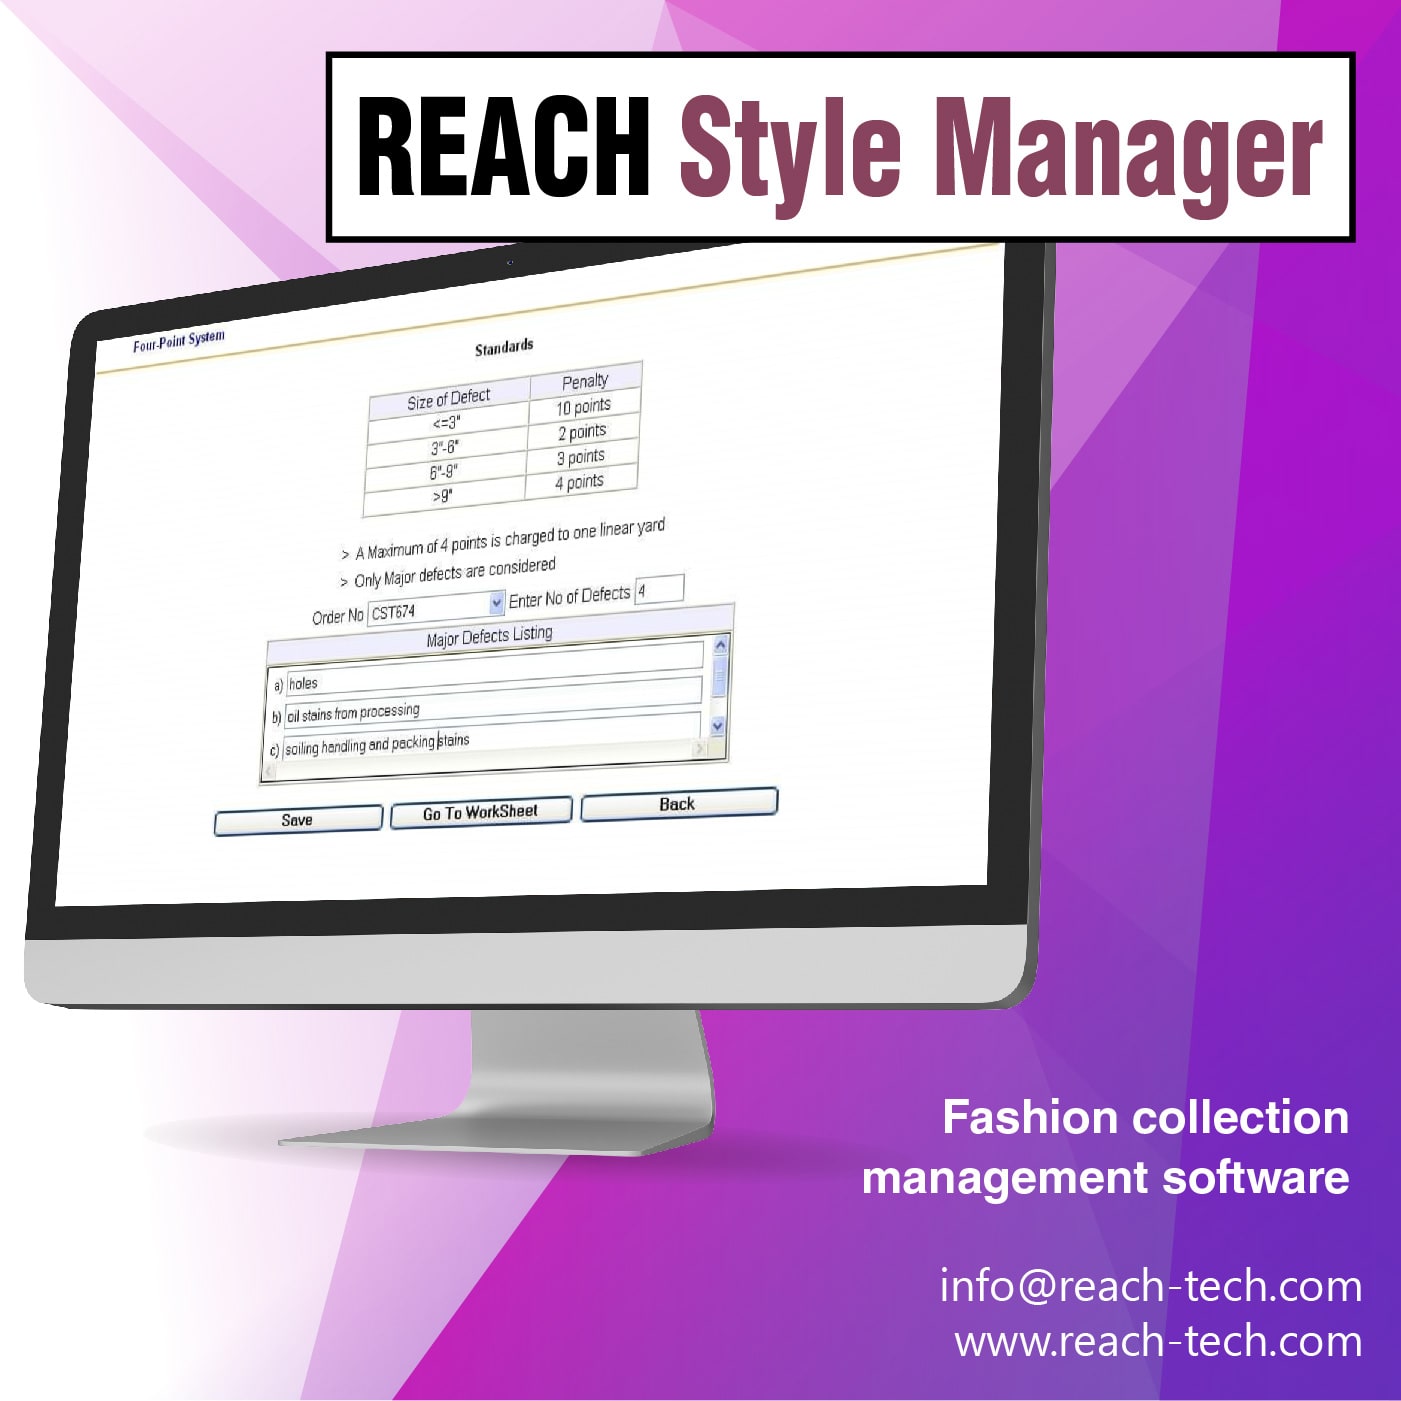 REACH Style Manager
Four-Point System
Standards
Size of Defect Penalty
<=3" 10 points
3"-6" 2 points
6"-9" 3 points
>9" 4 points
> A Maximum of 4 points is charged to one linear yard
> Only Major defects are considered
Order No CST674 Enter No of Defects 4
Major Defects Listing
a) holes
b) oil stains from processing
c) soiling handling and packing stains
Save Go To WorkSheet Back
Fashion collection
management software
info@reach-tech.com
www.reach-tech.com